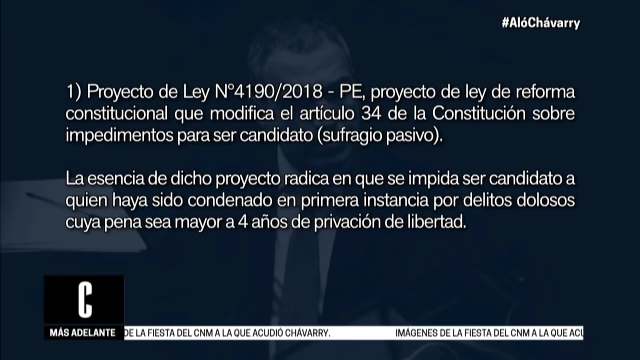 #AlóChávarry
1) Proyecto de Ley N°4190/2018 - PE, proyecto de ley de reforma
constitucional que modifica el artículo 34 de la Constitución sobre
impedimentos para ser candidato (sufragio pasivo).
La esencia de dicho proyecto radica en que se impida ser candidato a
quien haya sido condenado en primera instancia por delitos dolosos
cuya pena sea mayor a 4 años de privación de libertad.
C
MÁS ADELANTE
DE LA FIESTA DEL CNM A LA QUE ACUDIÓ CHÁVARRY. IMÁGENES DE LA FIESTA DEL CNM A LA QUE